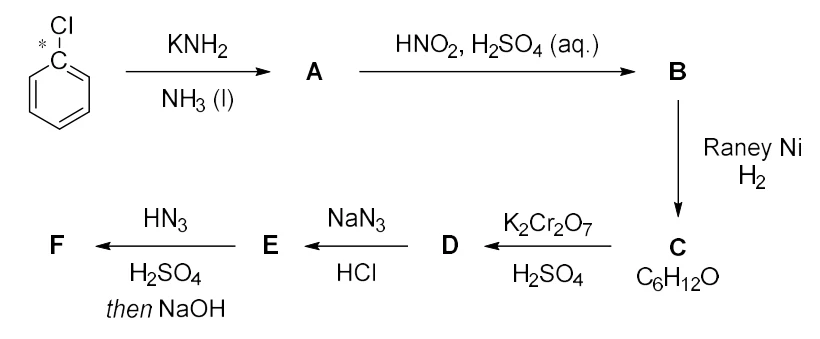 Cl
*
C
KNH₂
NH₃ (l)
A
HNO₂, H₂SO₄ (aq.)
B
Raney Ni
H₂
C
C₆H₁₂O
K₂Cr₂O₇
H₂SO₄
D
NaN₃
HCl
E
HN₃
H₂SO₄
then NaOH
F